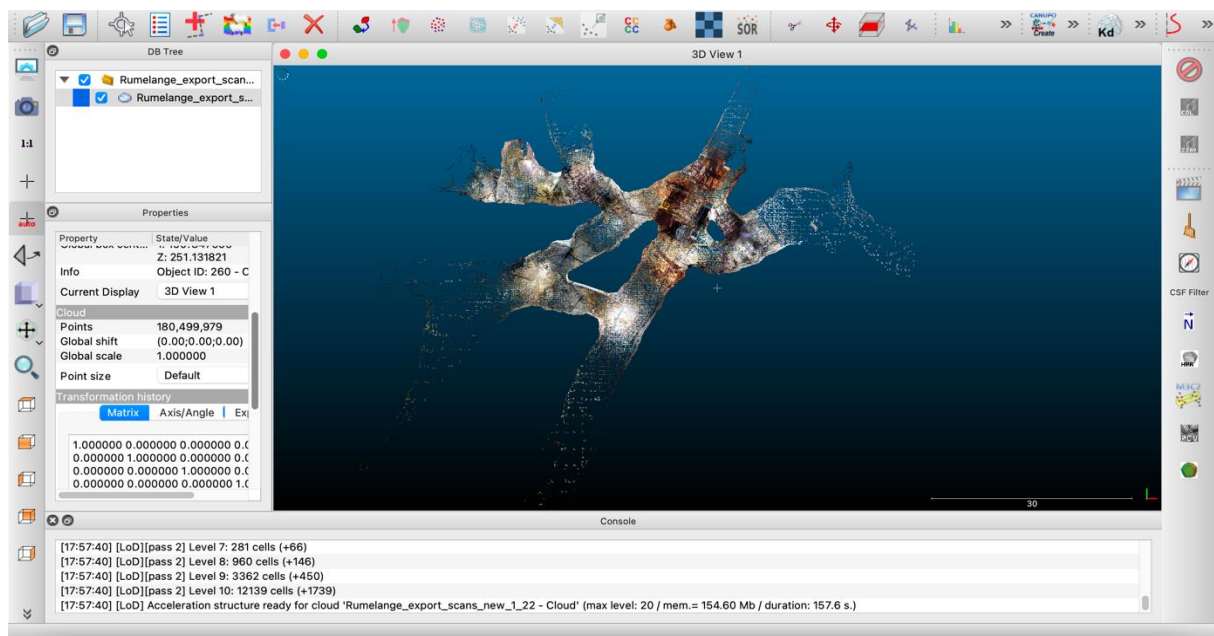 SOR
CANUPO
Create
Kd
DB Tree
3D View 1
Rumelange_export_scan...
Rumelange_export_s...
1:1
auto
Properties
Property State/Value
Z: 251.131821
Info Object ID: 260 - C
Current Display 3D View 1
Cloud
Points 180,499,979
Global shift (0.00;0.00;0.00)
Global scale 1.000000
Point size Default
Transformation history
Matrix Axis/Angle Ex
1.000000 0.000000 0.000000 0.0
0.000000 1.000000 0.000000 0.0
0.000000 0.000000 1.000000 0.0
0.000000 0.000000 0.000000 1.0
CSF Filter
N
HPR
M3C2
PCV
30
Console
[17:57:40] [LoD][pass 2] Level 7: 281 cells (+66)
[17:57:40] [LoD][pass 2] Level 8: 960 cells (+146)
[17:57:40] [LoD][pass 2] Level 9: 3362 cells (+450)
[17:57:40] [LoD][pass 2] Level 10: 12139 cells (+1739)
[17:57:40] [LoD] Acceleration structure ready for cloud 'Rumelange_export_scans_new_1_22 - Cloud' (max level: 20 / mem.= 154.60 Mb / duration: 157.6 s.)